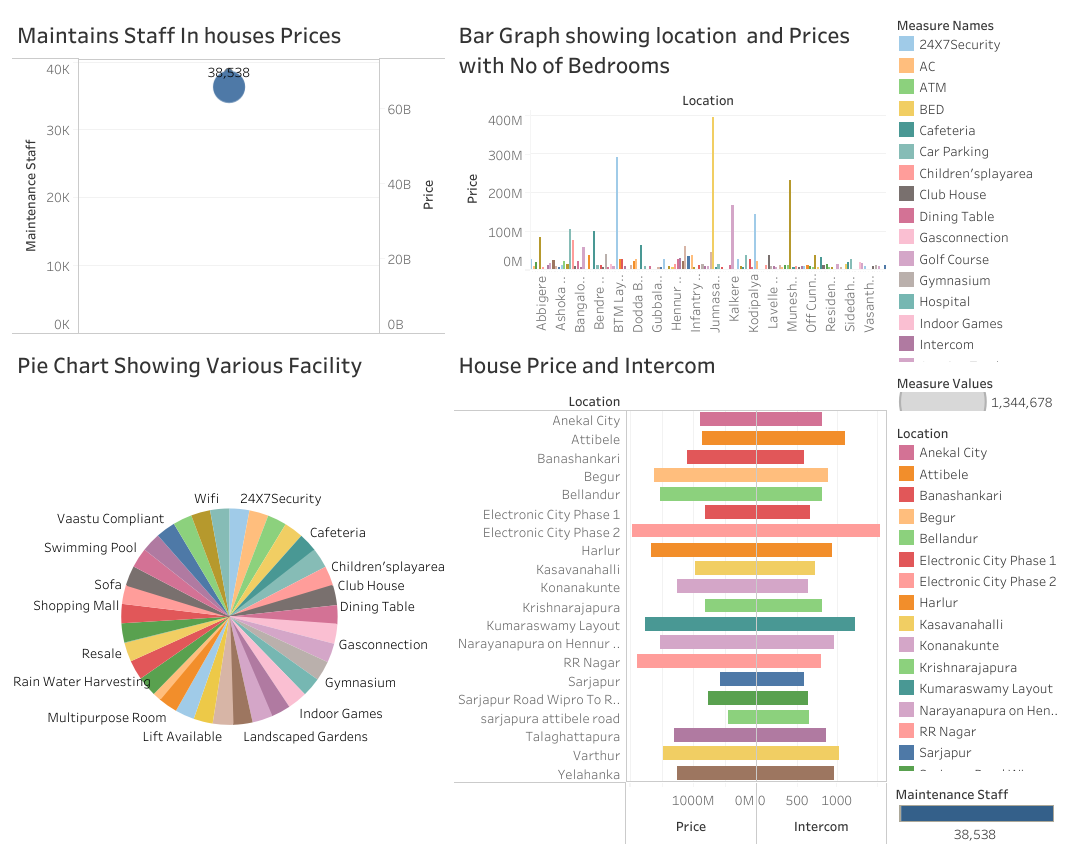 Maintains Staff In houses Prices
38,538
40K
30K
20K
10K
0K
Maintenance Staff
60B
40B
20B
0B
Price
Bar Graph showing location and Prices
with No of Bedrooms
Location
Price
400M
300M
200M
100M
0M
Abbigere
Ashoka ..
Bangalo..
Bendre ..
BTM Lay..
Dodda B..
Gubbala..
Hennur ..
Infantry ..
Junnasa..
Kalkere
Kodipalya
Lavelle ..
Munesh..
Off Cunn..
Residen..
Sidedah..
Vasanth..
Measure Names
24X7Security
AC
ATM
BED
Cafeteria
Car Parking
Children'splayarea
Club House
Dining Table
Gasconnection
Golf Course
Gymnasium
Hospital
Indoor Games
Intercom
Pie Chart Showing Various Facility
Wifi
24X7Security
Vaastu Compliant
Cafeteria
Swimming Pool
Children'splayarea
Sofa
Club House
Shopping Mall
Dining Table
Resale
Gasconnection
Rain Water Harvesting
Gymnasium
Multipurpose Room
Indoor Games
Lift Available
Landscaped Gardens
House Price and Intercom
Location
Anekal City
Attibele
Banashankari
Begur
Bellandur
Electronic City Phase 1
Electronic City Phase 2
Harlur
Kasavanahalli
Konanakunte
Krishnarajapura
Kumaraswamy Layout
Narayanapura on Hennur ..
RR Nagar
Sarjapur
Sarjapur Road Wipro To R..
sarjapura attibele road
Talaghattapura
Varthur
Yelahanka
1000M
0M
0
500
1000
Price
Intercom
Measure Values
1,344,678
Location
Anekal City
Attibele
Banashankari
Begur
Bellandur
Electronic City Phase 1
Electronic City Phase 2
Harlur
Kasavanahalli
Konanakunte
Krishnarajapura
Kumaraswamy Layout
Narayanapura on Hen..
RR Nagar
Sarjapur
Maintenance Staff
38,538